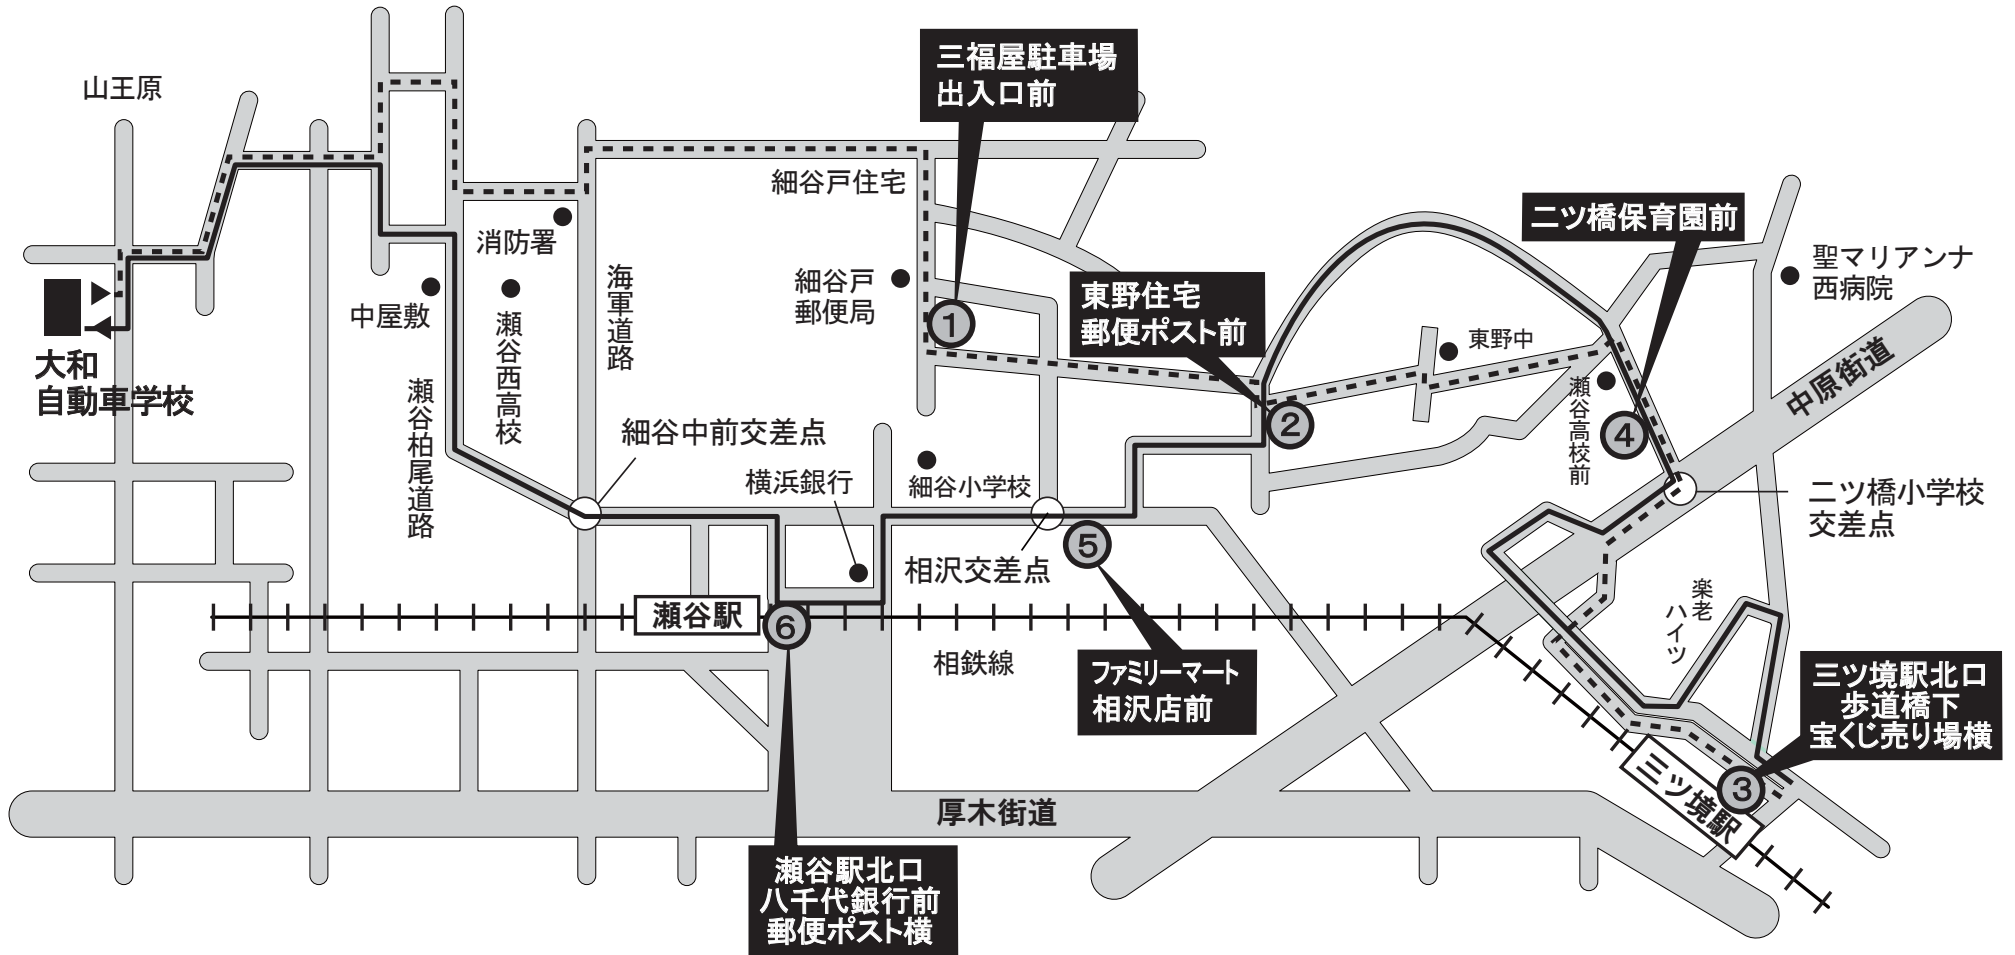 三福屋駐車場
出入口前
山王原
細谷戸住宅
二ツ橋保育園前
消防署
聖マリアンナ
西病院
海軍道路
細谷戸
郵便局
東野住宅
郵便ポスト前
中屋敷
瀬谷西高校
①
東野中
大和
自動車学校
瀬谷柏尾道路
瀬谷高校前
中原街道
②
④
細谷中前交差点
横浜銀行
細谷小学校
二ツ橋小学校
交差点
⑤
相沢交差点
楽老
ハイツ
瀬谷駅
⑥
相鉄線
ファミリーマート
相沢店前
三ツ境駅北口
歩道橋下
宝くじ売り場横
三ツ境駅
③
厚木街道
瀬谷駅北口
八千代銀行前
郵便ポスト横